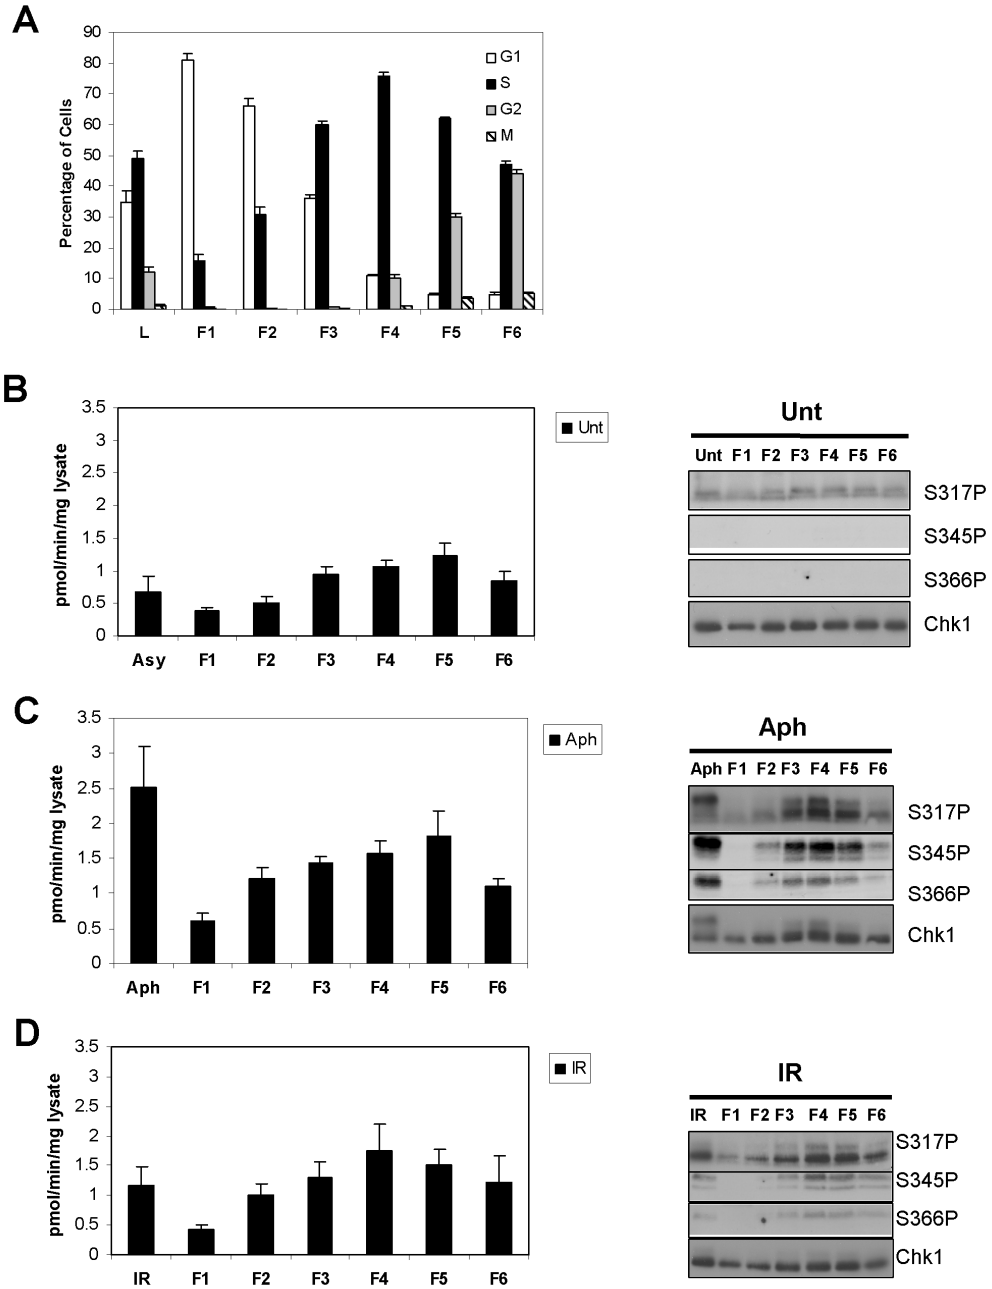 A
90
80
70
60
50
40
30
20
10
0
Percentage of Cells
G1
S
G2
M
L F1 F2 F3 F4 F5 F6
B
3.5
3
2.5
2
1.5
1
0.5
0
pmol/min/mg lysate
Unt
Asy F1 F2 F3 F4 F5 F6
Unt
Unt F1 F2 F3 F4 F5 F6
S317P
S345P
S366P
Chk1
C
3.5
3
2.5
2
1.5
1
0.5
0
pmo/min/mg lysate
Aph
Aph F1 F2 F3 F4 F5 F6
Aph
Aph F1 F2 F3 F4 F5 F6
S317P
S345P
S366P
Chk1
D
3.5
3
2.5
2
1.5
1
0.5
0
pmol/min/mg lysate
IR
IR F1 F2 F3 F4 F5 F6
IR
IR F1 F2 F3 F4 F5 F6
S317P
S345P
S366P
Chk1